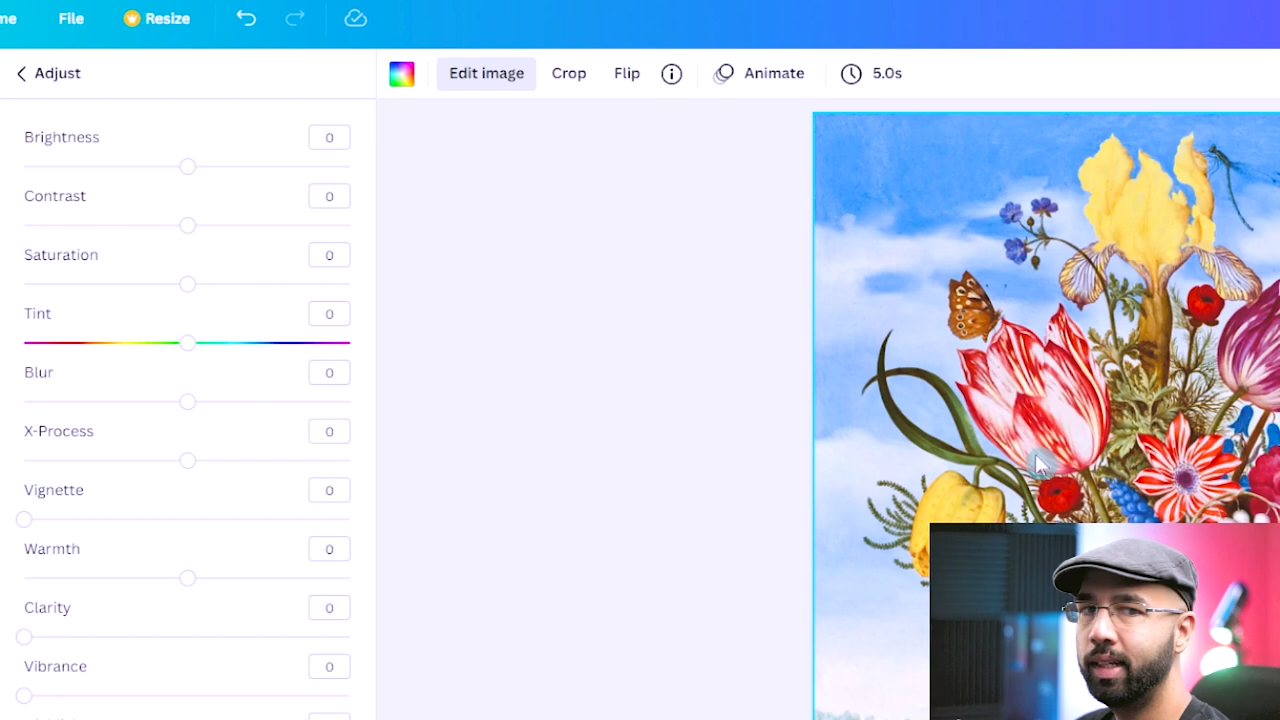 File
Resize
Adjust
Edit image
Crop
Flip
Animate
5.0s
Brightness
0
Contrast
0
Saturation
0
Tint
0
Blur
0
X-Process
0
Vignette
0
Warmth
0
Clarity
0
Vibrance
0